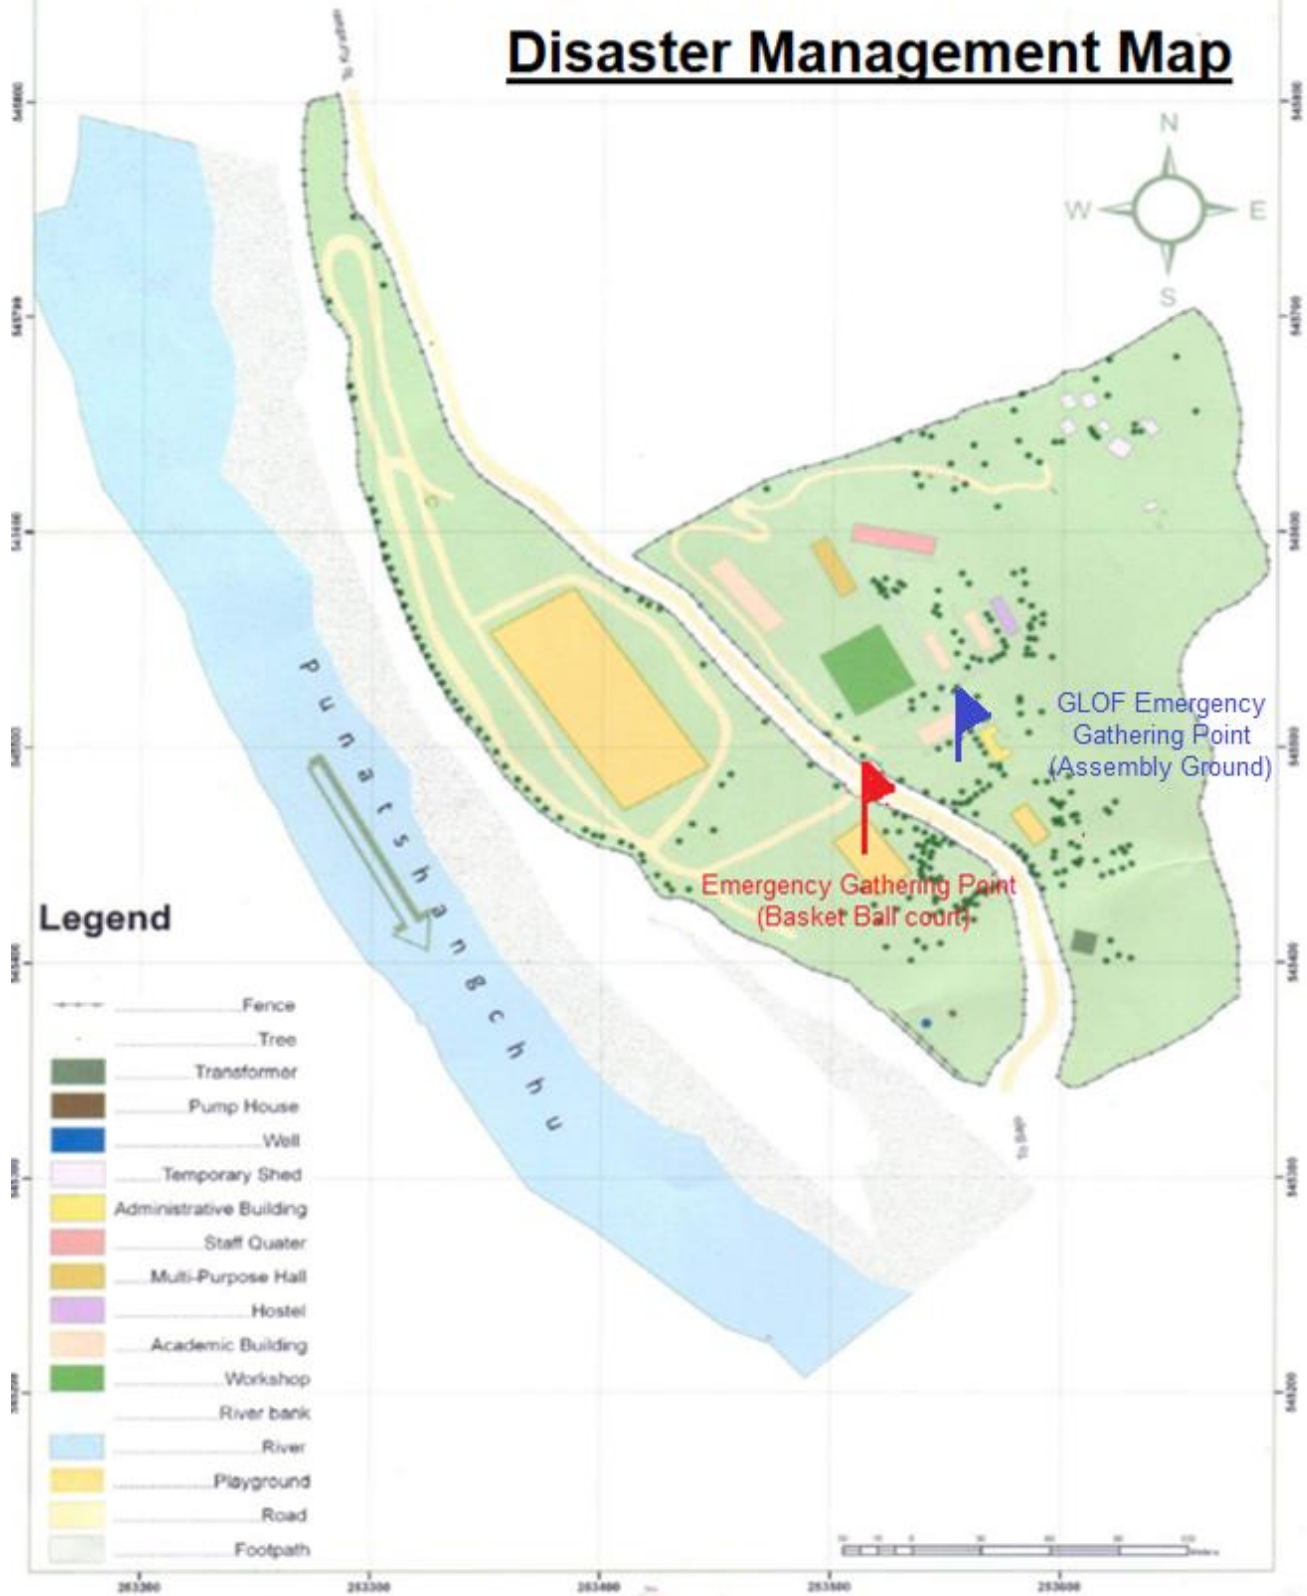 Disaster Management Map
N
W
E
S
GLOF Emergency
Gathering Point
(Assembly Ground)
Emergency Gathering Point
(Basket Ball court)
Punatshangchhu
Legend
Fence
Tree
Transformer
Pump House
Well
Temporary Shed
Administrative Building
Staff Quater
Multi-Purpose Hall
Hostel
Academic Building
Workshop
River bank
River
Playground
Road
Footpath